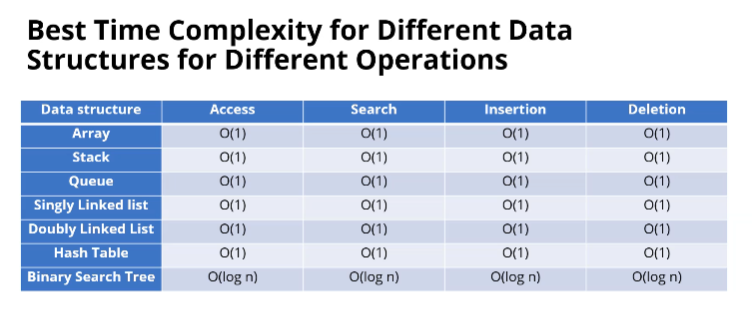 Best Time Complexity for Different Data
Structures for Different Operations
Data structure Access Search Insertion Deletion
Array O(1) O(1) O(1) O(1)
Stack O(1) O(1) O(1) O(1)
Queue O(1) O(1) O(1) O(1)
Singly Linked list O(1) O(1) O(1) O(1)
Doubly Linked List O(1) O(1) O(1) O(1)
Hash Table O(1) O(1) O(1) O(1)
Binary Search Tree O(log n) O(log n) O(log n) O(log n)